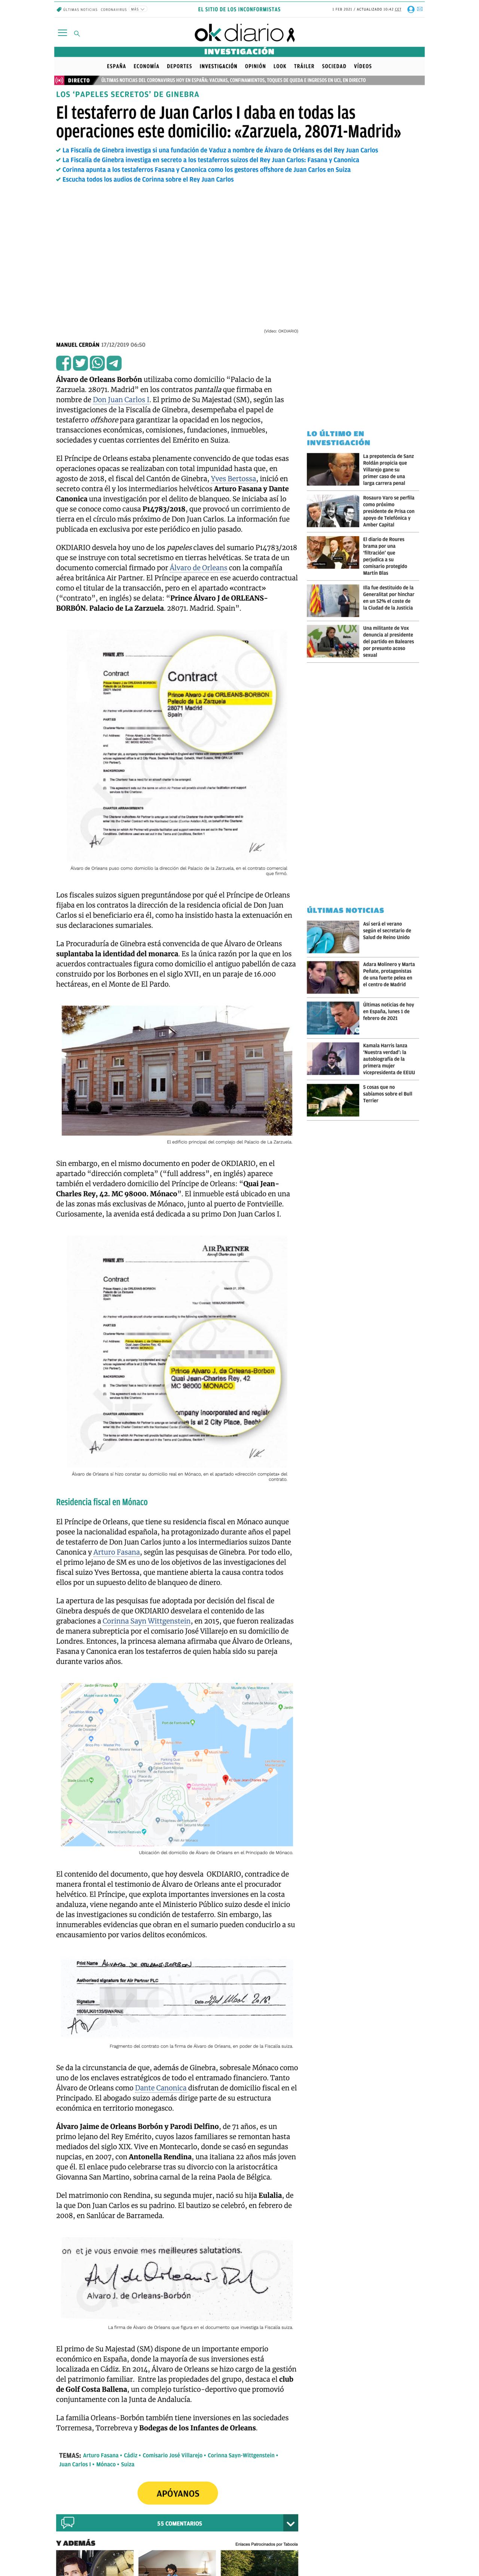 ÚLTIMAS NOTICIAS CORONAVIRUS MÁS
EL SITIO DE LOS INCONFORMISTAS
1 FEB 2021 | ACTUALIZADO
okdiario
INVESTIGACIÓN
ESPAÑA ECONOMÍA DEPORTES INVESTIGACIÓN OPINIÓN LOOK TRÁILER SOCIEDAD VÍDEOS
DIRECTO ÚLTIMAS NOTICIAS DEL CORONAVIRUS HOY EN ESPAÑA: VACUNAS, CONFINAMIENTOS, TOQUES DE QUEDA E INGRESOS EN UCI, EN DIRECTO
LOS 'PAPELES SECRETOS' DE GINEBRA
El testaferro de Juan Carlos I daba en todas las
operaciones este domicilio: «Zarzuela, 28071-Madrid»
La Fiscalía de Ginebra investiga si una fundación de Vaduz a nombre de Álvaro de Orléans es del Rey Juan Carlos
La Fiscalía de Ginebra investiga en secreto a los testaferros suizos del Rey Juan Carlos: Fasana y Canonica
Corinna apunta a los testaferros Fasana y Canonica como los gestores offshore de Juan Carlos en Suiza
Escucha todos los audios de Corinna sobre el Rey Juan Carlos
(Vídeo: OKDIARIO)
MANUEL CERDÁN 17/12/2019 06:50
Álvaro de Orleans Borbón utilizaba como domicilio “Palacio de la
Zarzuela. 28071. Madrid” en los contratos pantalla que firmaba en
nombre de Don Juan Carlos I. El primo de Su Majestad (SM), según las
investigaciones de la Fiscalía de Ginebra, desempeñaba el papel de
testaferro offshore para garantizar la opacidad en los negocios,
transacciones económicas, comisiones, fundaciones, inmuebles,
sociedades y cuentas corrientes del Emérito en Suiza.
El Príncipe de Orleans estaba plenamente convencido de que todas esas
operaciones opacas se realizaban con total impunidad hasta que, en
agosto de 2018, el fiscal del Cantón de Ginebra, Yves Bertossa, inició en
secreto contra él y los intermediarios helvéticos Arturo Fasana y Dante
Canonica una investigación por el delito de blanqueo. Se iniciaba así lo
que se conoce como causa P14783/2018, que provocó una corriente de
tierra en el círculo más próximo de Don Juan Carlos. La información fue
publicada en exclusiva por este periódico en julio pasado.
OKDIARIO desvela hoy uno de los papeles claves del sumario P14783/2018
que se instruye con total secretismo en tierras helvéticas. Se trata de un
documento comercial firmado por Álvaro de Orleans con la compañía
aérea británica Air Partner. El Príncipe aparece en ese acuerdo contractual
como el titular de la transacción, pero en el apartado «contract»
(“contrato”, en inglés) se detalla: “Prince Álvaro J de ORLEANS-
BORBÓN. Palacio de La Zarzuela. 28071. Madrid. Spain”.
PRIVATE JETS
Contract
Contract
Prince Alvaro J de ORLEANS-BORBON
Palecio de La Zarzuela
28071 Madrid
Spain
Álvaro de Orleans puso como domicilio la dirección del Palacio de la Zarzuela, en el contrato comercial
que firmó.
Los fiscales suizos siguen preguntándose por qué el Príncipe de Orleans
fijaba en los contratos la dirección de la residencia oficial de Don Juan
Carlos si el beneficiario era él, como ha insistido hasta la extenuación en
sus declaraciones sumariales.
La Procuraduría de Ginebra está convencida de que Álvaro de Orleans
suplantaba la identidad del monarca. Es la única razón por la que en los
contratos el testaferro hacía alusión al antiguo pabellón de caza
construido por los Borbones en el siglo XVII, en un paraje de 16.000
hectáreas, en el Monte de El Pardo.
El edificio principal del complejo del Palacio de La Zarzuela.
Sin embargo, en el mismo documento en poder de OKDIARIO, en el
apartado “dirección completa” (“full address”, en inglés) aparece
también el verdadero domicilio del Príncipe de Orleans: “Quai Jean-
Charles Rey, 42. MC 98000. Mónaco”. El inmueble está ubicado en una
de las zonas más exclusivas de Mónaco, junto al puerto de Fontvieille.
Curiosamente, la avenida está dedicada a su primo Don Juan Carlos I.
AIR PARTNER
PRIVATE JETS
Contract
Prince Alvaro J. de Orleans-Borbon
Quai Jean-Charles Rey, 42
MC 98000 MONACO
Company incorporated and regis
is at 2 City Place, Beeh
Álvaro de Orleans sí hizo constar su domicilio real en Mónaco, en el apartado «dirección completa» del
contrato.
Residencia fiscal en Mónaco
El Príncipe de Orleans, que tiene su residencia fiscal en Mónaco aunque
posee la nacionalidad española, ha protagonizado durante años el papel
de testaferro de Don Juan Carlos junto a los intermediarios suizos Dante
Canonica y Arturo Fasana, según las pesquisas de Ginebra. Por todo ello,
el primo lejano de SM es uno de los objetivos de las investigaciones del
fiscal suizo Yves Bertossa, que mantiene abierta la causa contra todos
ellos por un supuesto delito de blanqueo de dinero.
La apertura de las pesquisas fue adoptada por decisión del fiscal de
Ginebra después de que OKDIARIO desvelara el contenido de las
grabaciones a Corinna Sayn Wittgenstein, en 2015, que fueron realizadas
de manera subrepticia por el comisario José Villarejo en su domicilio de
Londres. Entonces, la princesa alemana afirmaba que Álvaro de Orleans,
Fasana y Canonica eran los testaferros de quien había sido su pareja
durante varios años.
Ubicación del domicilio de Álvaro de Orleans en el Principado de Mónaco.
El contenido del documento, que hoy desvela OKDIARIO, contradice de
manera frontal el testimonio de Álvaro de Orleans ante el procurador
helvético. El Príncipe, que explota importantes inversiones en la costa
andaluza, viene negando ante el Ministerio Público suizo desde el inicio
de la investigación su condición de testaferro. Sin embargo, las
innumerables evidencias que obran en el sumario pueden conducirlo a su
encausamiento por varios delitos económicos.
Print Name
Authorised signature for Air Partner PLC
Signature
Date
Fragmento del contrato con la firma de Álvaro de Orleans, en poder de la Fiscalía suiza.
Se da la circunstancia de que, además de Ginebra, sobresale Mónaco como
uno de los enclaves estratégicos de todo el entramado financiero. Tanto
Álvaro de Orleans como Dante Canonica disfrutan de domicilio fiscal en el
Principado. El abogado suizo además dirige parte de su estructura
económica en territorio monegasco.
Álvaro Jaime de Orleans Borbón y Parodi Delfino, de 71 años, es un
primo lejano del Rey Emérito, cuyos lazos familiares se remontan hasta
mediados del siglo XIX. Vive en Montecarlo, donde se casó en segundas
nupcias, en 2007, con Antonella Rendina, una italiana 22 años más joven
que él. El enlace pudo celebrarse tras su divorcio con la aristocrática
Giovanna San Martino, sobrina carnal de la reina Paola de Bélgica.
Del matrimonio con Rendina, su segunda mujer, nació su hija Eulalia, de
la que Don Juan Carlos es su padrino. El bautizo se celebró, en febrero de
2008, en Sanlúcar de Barrameda.
on et je vous envoie mes meilleures salutations.
Alvaro J. de Orleans-Borbón
La firma de Álvaro de Orleans que figura en el documento que investiga la Fiscalía suiza.
El primo de Su Majestad (SM) dispone de un importante emporio
económico en España, donde la mayoría de sus inversiones está
localizada en Cádiz. En 2014, Álvaro de Orleans se hizo cargo de la gestión
del patrimonio familiar. Entre las propiedades del grupo, destaca el club
de Golf Costa Ballena, un complejo turístico-deportivo que promovió
conjuntamente con la Junta de Andalucía.
La familia Orleans-Borbón también tiene inversiones en las sociedades
Torremesa, Torrebreva y Bodegas de los Infantes de Orleans.
TEMAS: Arturo Fasana • Cádiz • Comisario José Villarejo • Corinna Sayn-Wittgenstein •
Juan Carlos I • Mónaco • Suiza
APÓYANOS
55 COMENTARIOS
Y ADEMÁS
Enlaces Patrocinados por Taboola
LO ÚLTIMO EN
INVESTIGACIÓN
La prepotencia de Sanz
Roldán propicia que
Villarejo gane su
primer caso de una
larga carrera penal
Rosauro Varo se perfila
como próximo
presidente de Prisa con
apoyo de Telefónica y
Amber Capital
El diario de Roures
brama por una
'filtración' que
perjudica a su
comisario protegido
Martín Blas
Illa fue destituido de la
Generalitat por hinchar
en un 52% el coste de
la Ciudad de la Justicia
Una militante de Vox
denuncia al presidente
del partido en Baleares
por presunto acoso
sexual
ÚLTIMAS NOTICIAS
Así será el verano
según el secretario de
Salud de Reino Unido
Adara Molinero y Marta
Peñate, protagonistas
de una fuerte pelea en
el centro de Madrid
Últimas noticias de hoy
en España, lunes 1 de
febrero de 2021
Kamala Harris lanza
'Nuestra verdad': la
autobiografía de la
primera mujer
vicepresidenta de EEUU
5 cosas que no
sabíamos sobre el Bull
Terrier